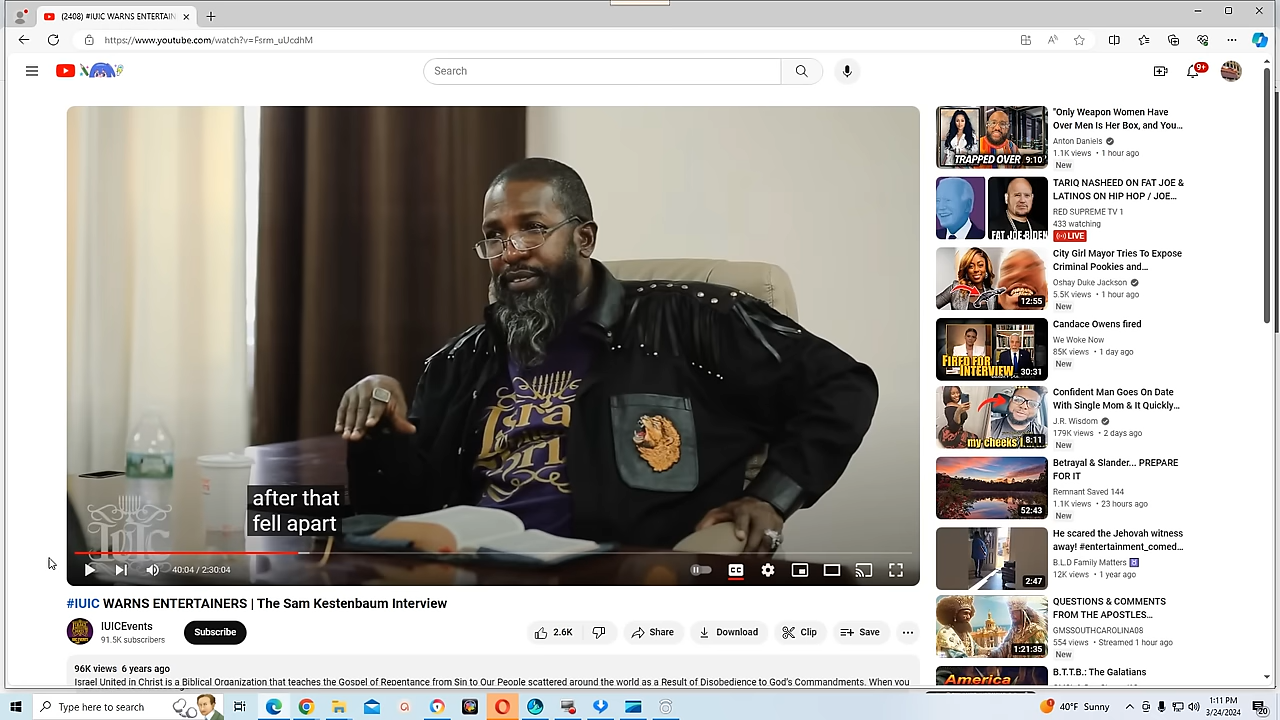 (2408) #IUIC WARNS ENTERTAIN
https://www.youtube.com/watch?v=Fsrm_uUcdhM
Search
9+
after that
fell apart
IUIC
40:04 / 2:30:04
CC
#IUIC WARNS ENTERTAINERS | The Sam Kestenbaum Interview
IUICEvents
91.5K subscribers
Subscribe
2.6K
Share
Download
Clip
Save
96K views 6 years ago
Israel United in Christ is a Biblical Organization that teaches the Gospel of Repentance from Sin to Our People scattered around the world as a Result of Disobedience to God's Commandments. When you
TRAPPED OVER
9:10
"Only Weapon Women Have
Over Men Is Her Box, and You...
Anton Daniels
1.1K views • 1 hour ago
New
FAT JOE BIDEN
TARIQ NASHEED ON FAT JOE &
LATINOS ON HIP HOP / JOE...
RED SUPREME TV 1
433 watching
LIVE
12:55
City Girl Mayor Tries To Expose
Criminal Pookies and...
Oshay Duke Jackson
5.5K views • 1 hour ago
New
FIRED FOR
INTERVIEW
30:31
Candace Owens fired
We Woke Now
85K views • 1 day ago
New
my cheeks
8:11
Confident Man Goes On Date
With Single Mom & It Quickly...
J.R. Wisdom
179K views • 2 days ago
New
52:43
Betrayal & Slander... PREPARE
FOR IT
Remnant Saved 144
1.1K views • 23 hours ago
New
2:47
He scared the Jehovah witness
away! #entertainment_comed...
B.L.D Family Matters
12K views • 1 year ago
1:21:35
QUESTIONS & COMMENTS
FROM THE APOSTLES...
GMSSOUTHCAROLINA08
554 views • Streamed 1 hour ago
New
America
B.T.T.B.: The Galatians
Type here to search
40°F Sunny
1:11 PM
3/24/2024
20